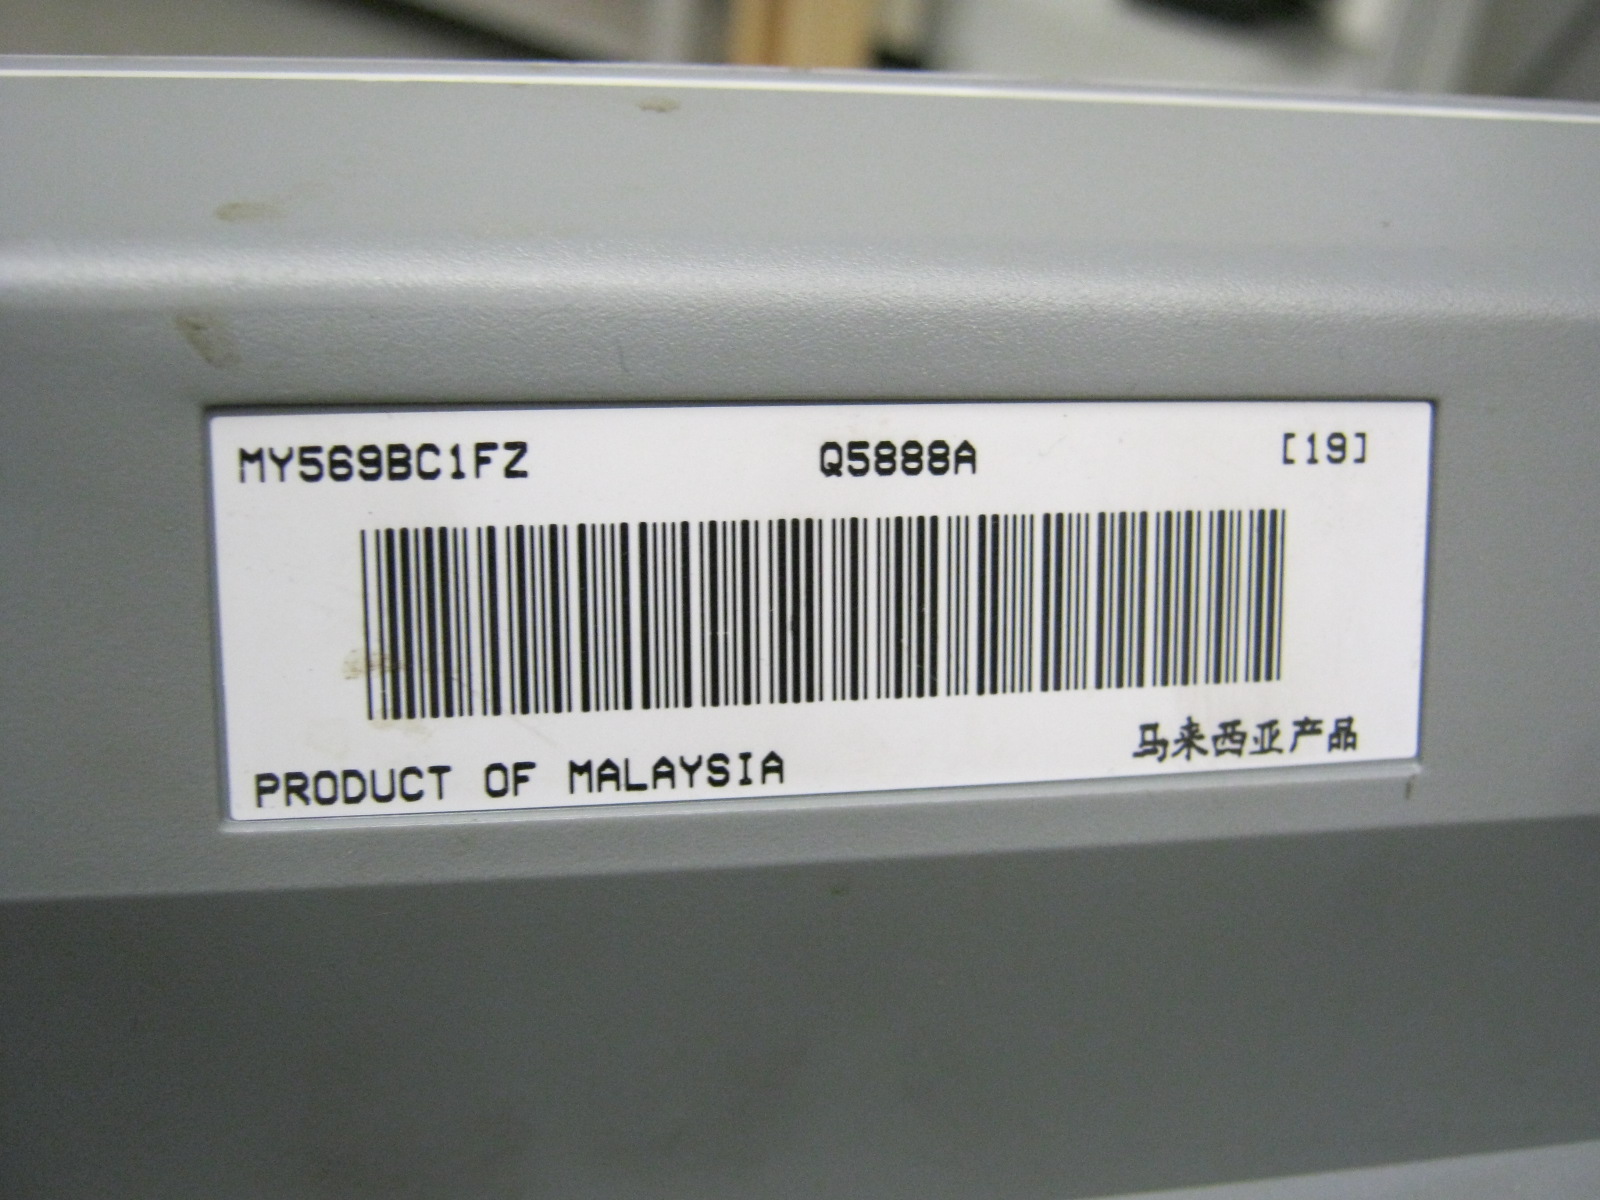 MY569BC1FZ Q5888A [19]
PRODUCT OF MALAYSIA 马来西亚产品